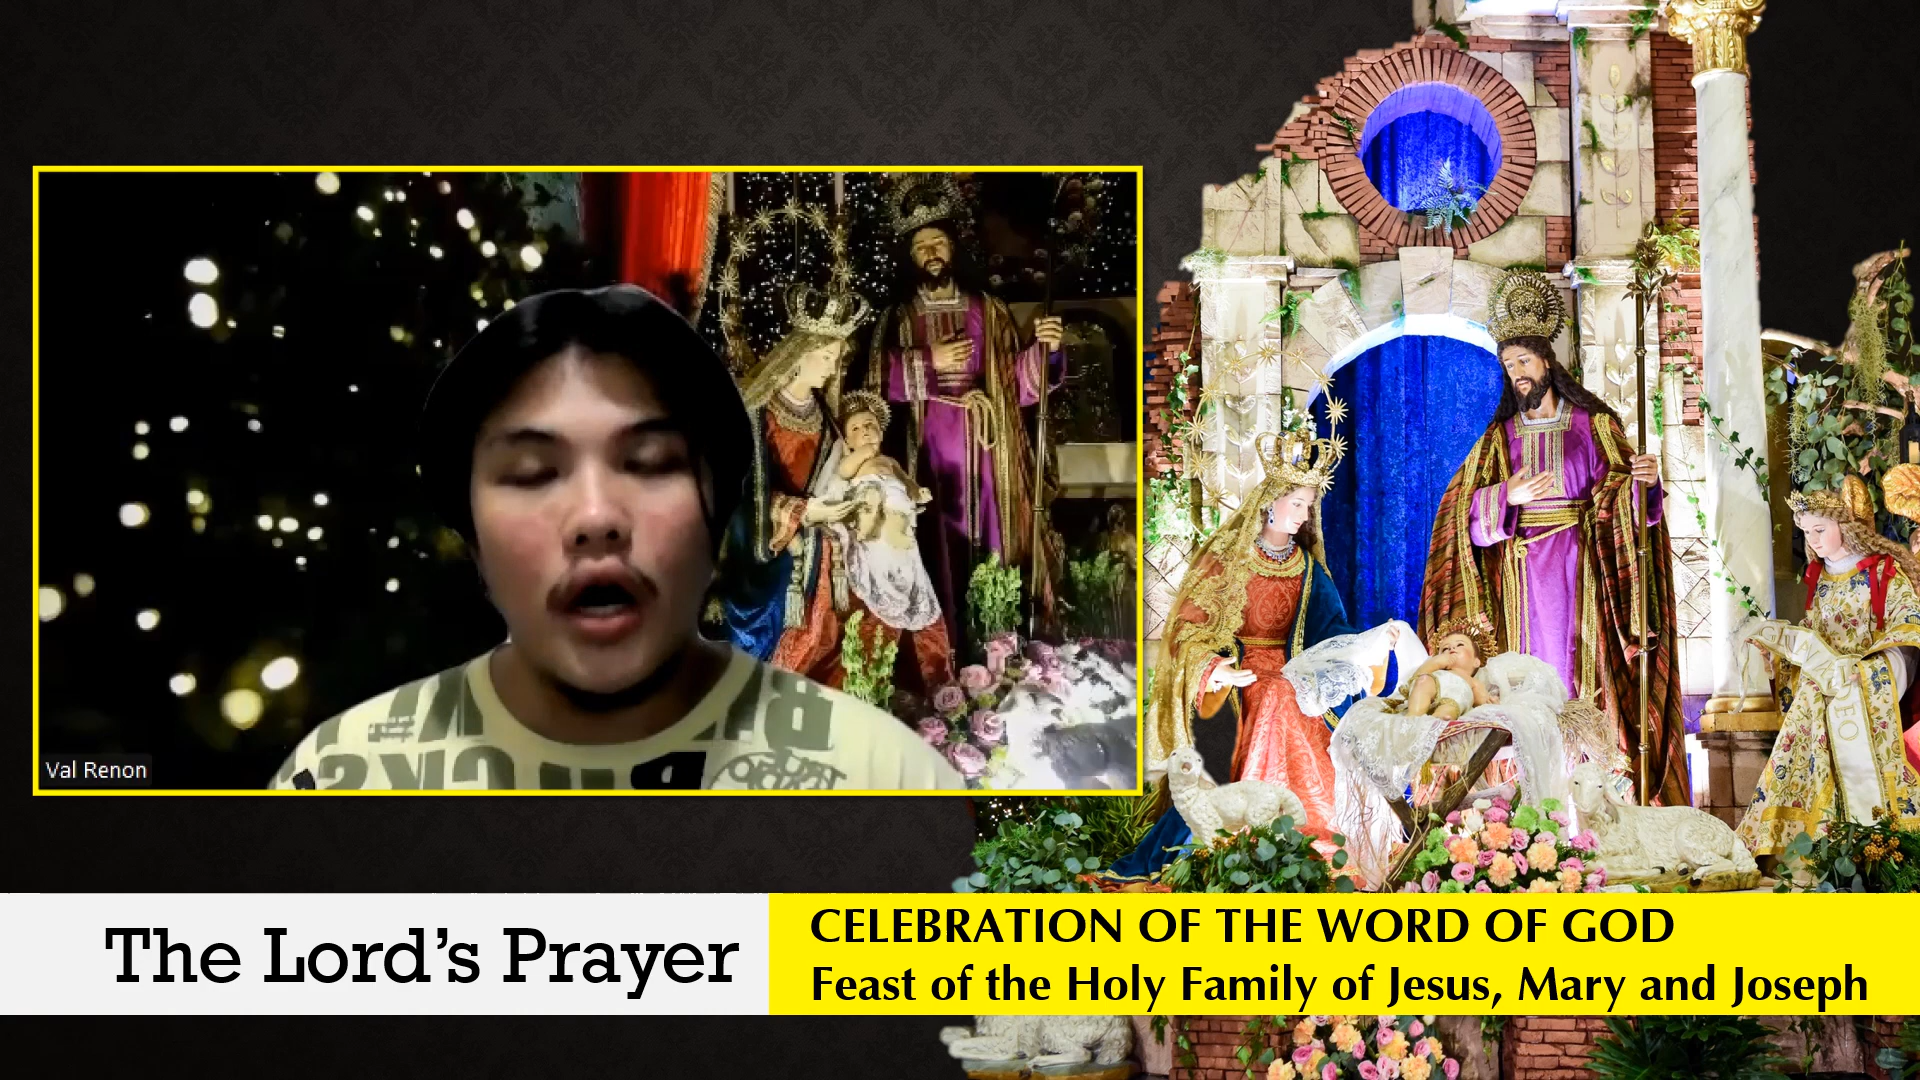 Val Renon
The Lord's Prayer
CELEBRATION OF THE WORD OF GOD
Feast of the Holy Family of Jesus, Mary and Joseph